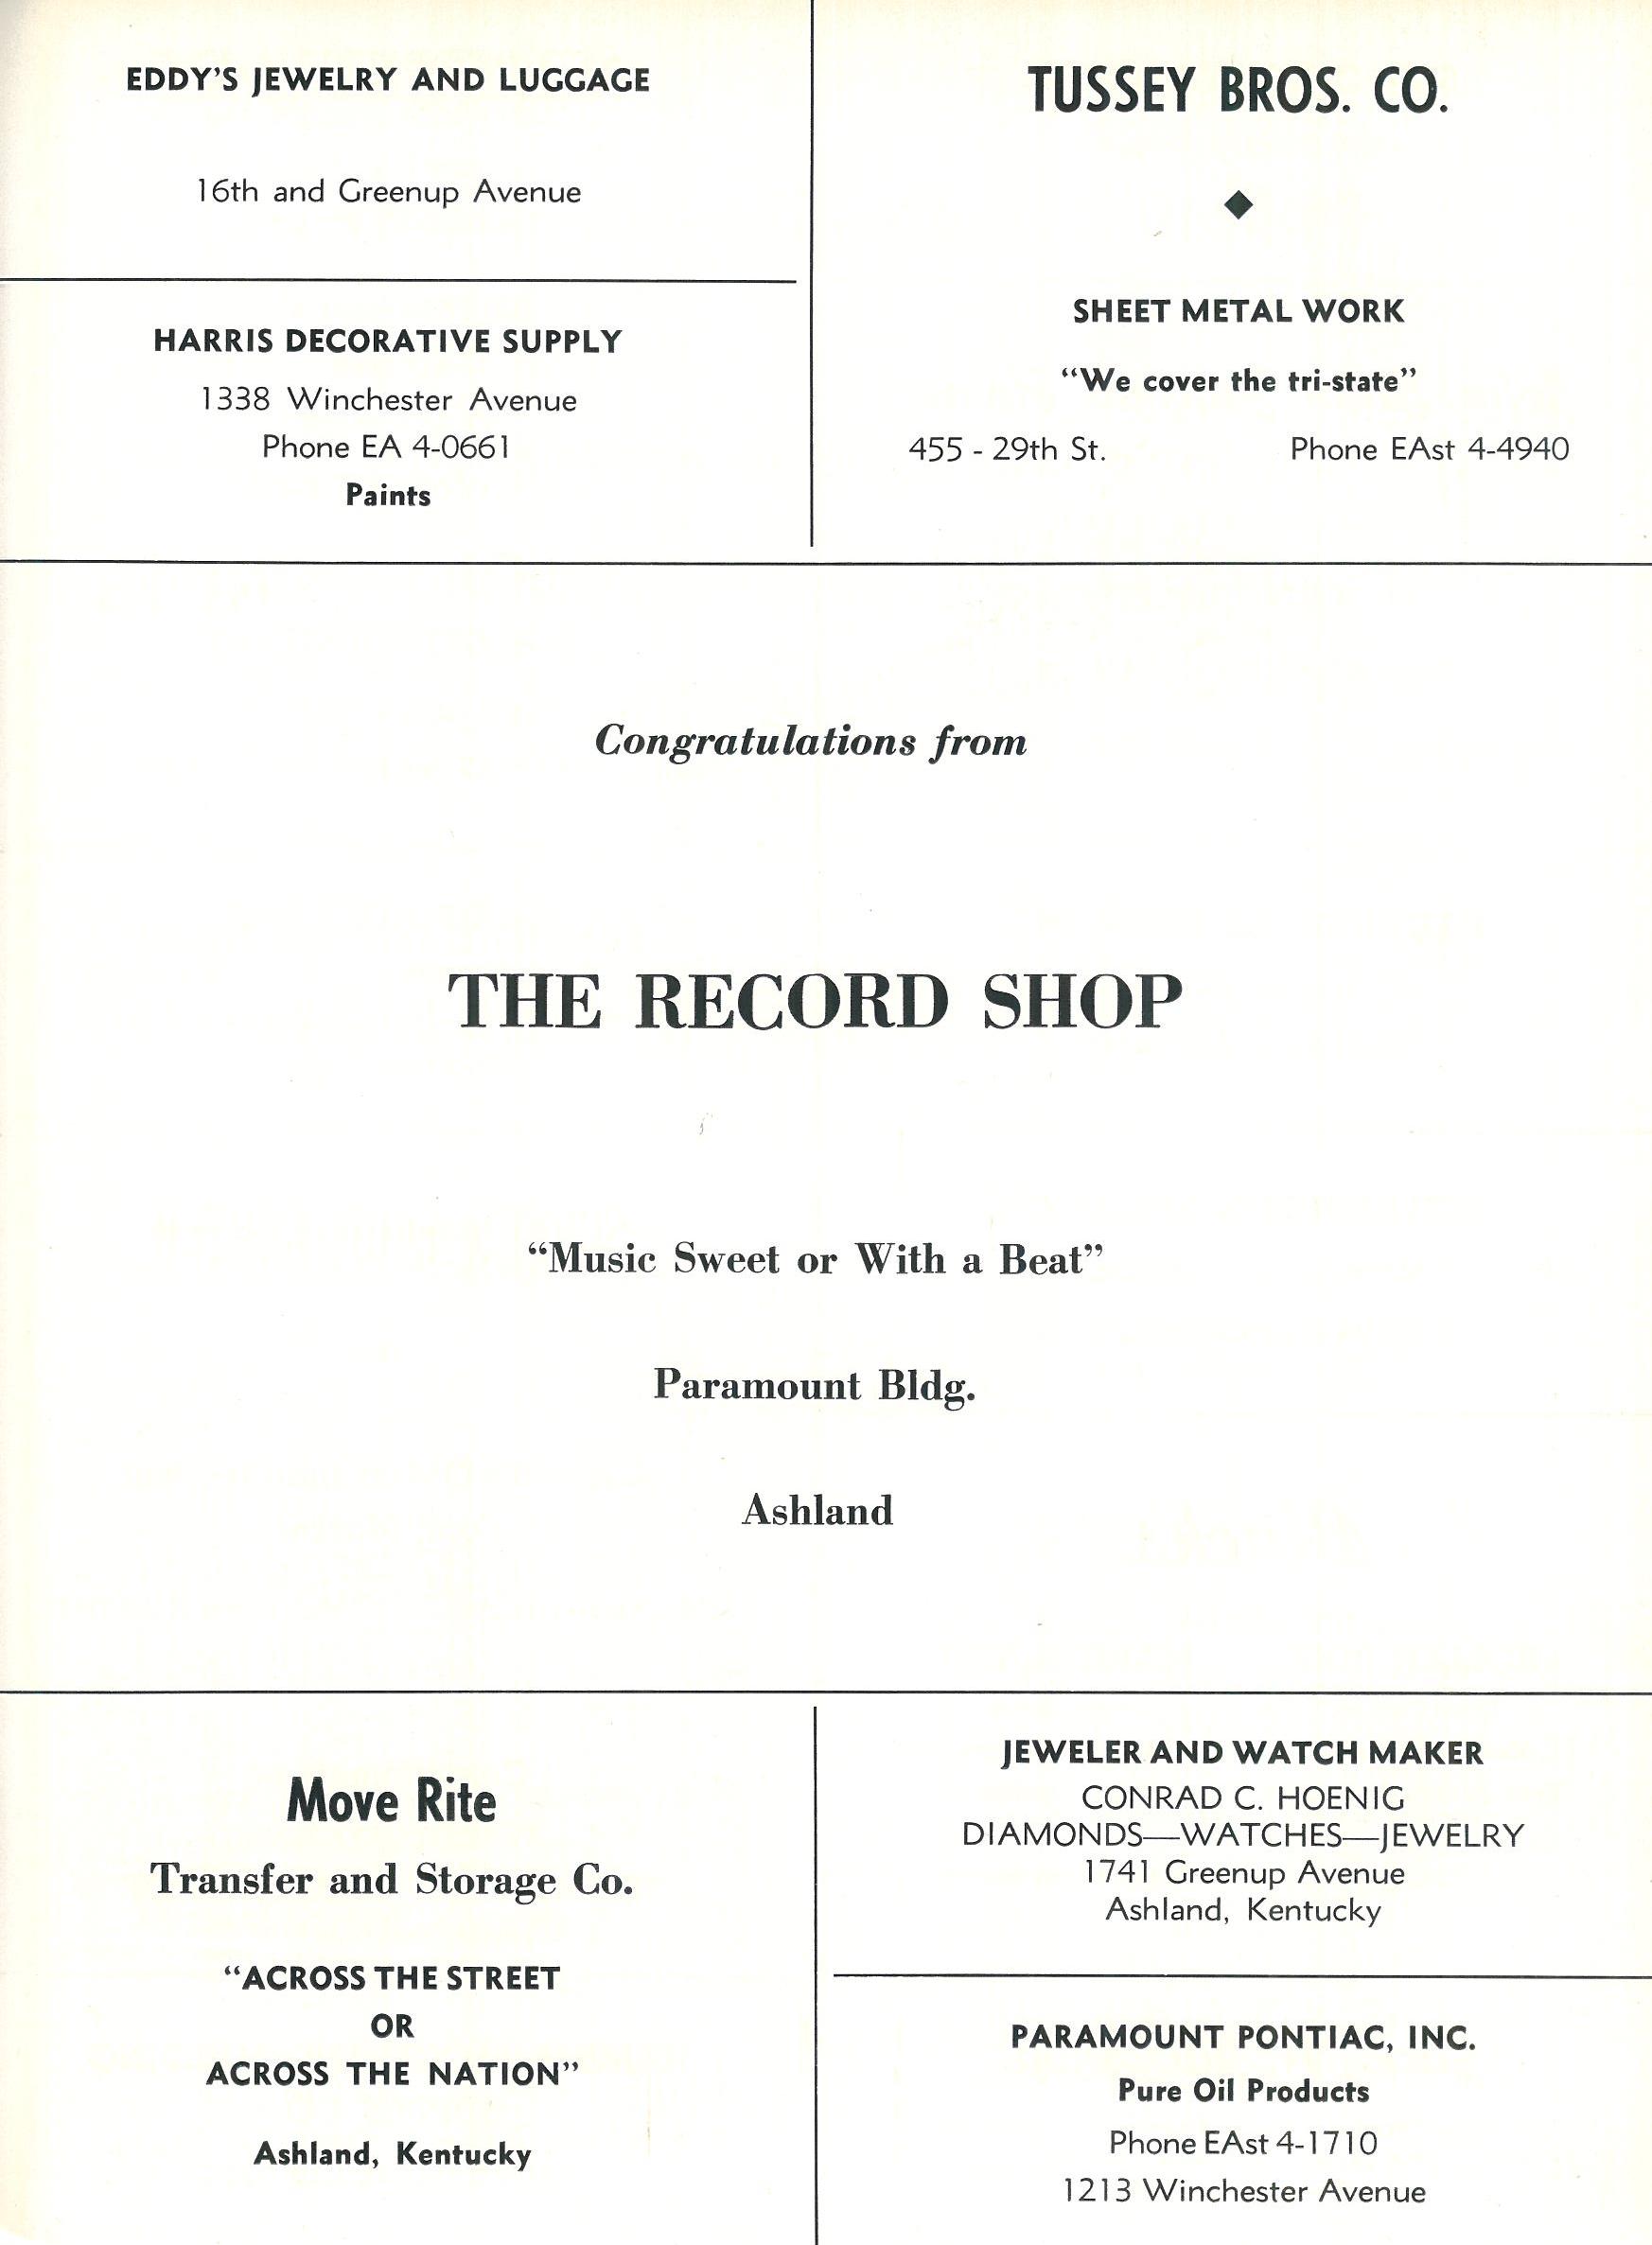 EDDY'S JEWELRY AND LUGGAGE
16th and Greenup Avenue
HARRIS DECORATIVE SUPPLY
1338 Winchester Avenue
Phone EA 4-0661
Paints
TUSSEY BROS. CO.
SHEET METAL WORK
"We cover the tri-state"
455 - 29th St. Phone EAst 4-4940
Congratulations from
THE RECORD SHOP
"Music Sweet or With a Beat"
Paramount Bldg.
Ashland
Move Rite
Transfer and Storage Co.
"ACROSS THE STREET
OR
ACROSS THE NATION"
Ashland, Kentucky
JEWELER AND WATCH MAKER
CONRAD C. HOENIG
DIAMONDS—WATCHES—JEWELRY
1741 Greenup Avenue
Ashland, Kentucky
PARAMOUNT PONTIAC, INC.
Pure Oil Products
Phone EAst 4-1710
1213 Winchester Avenue